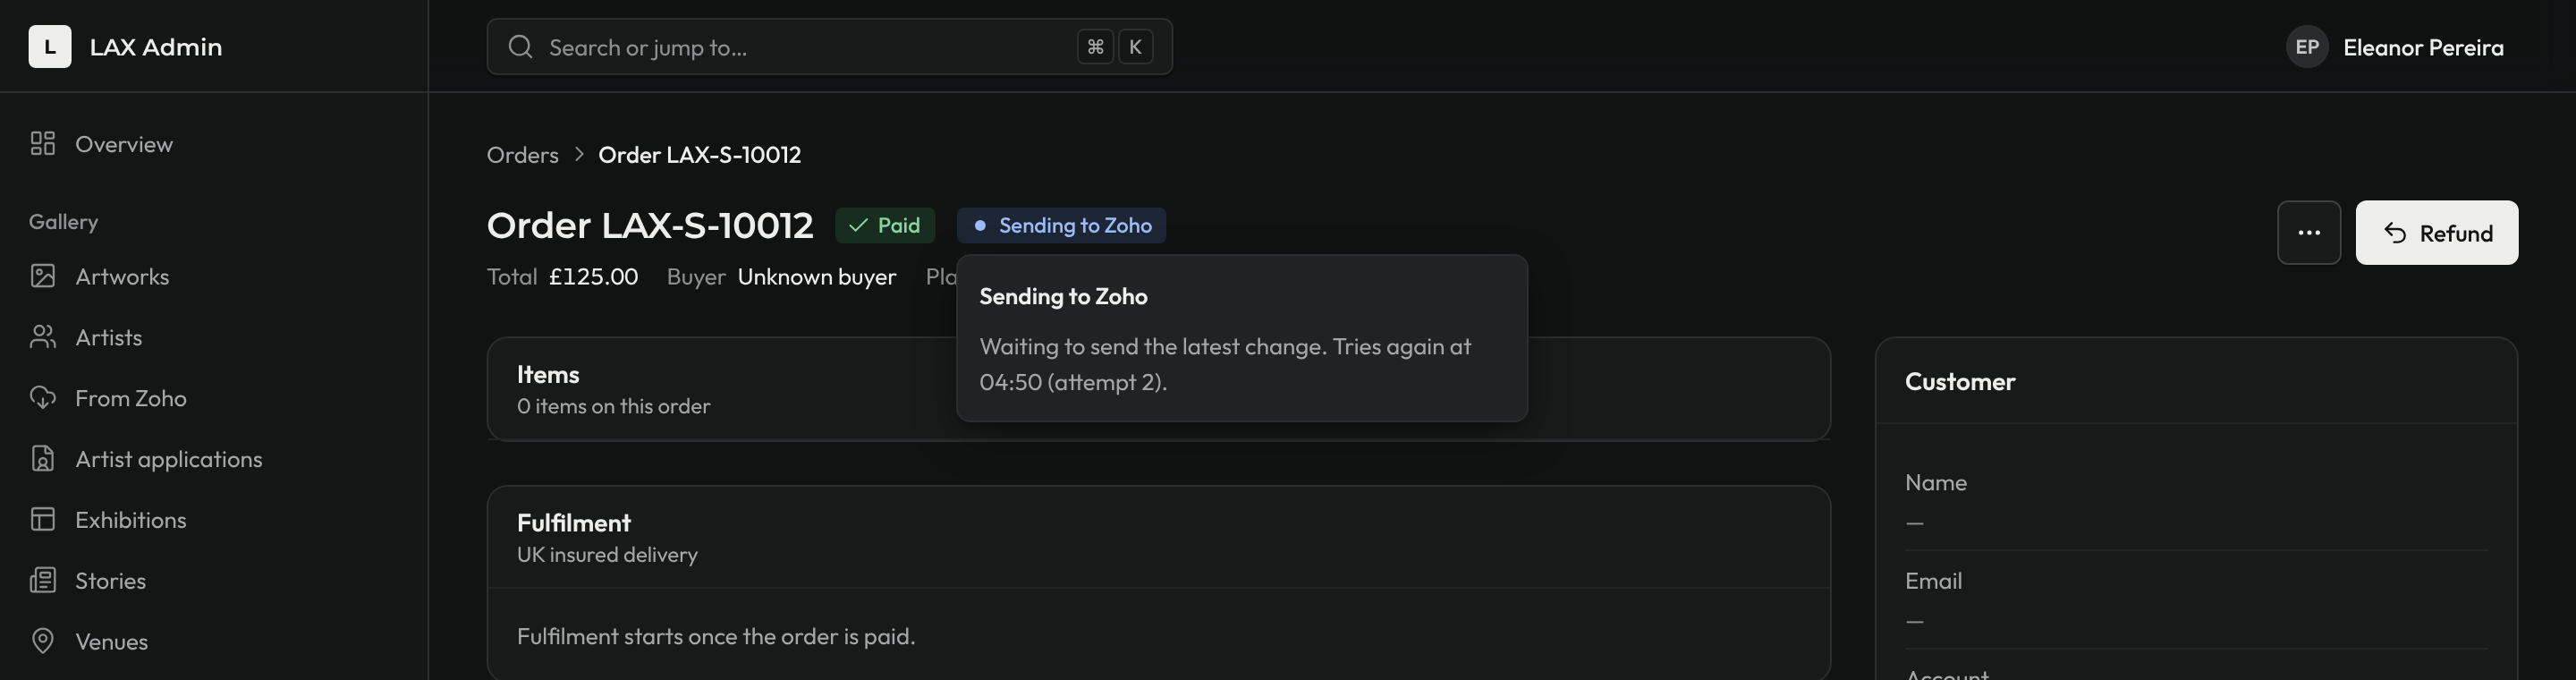 L LAX Admin
Search or jump to... ⌘ K
EP Eleanor Pereira
Overview
Gallery
Artworks
Artists
From Zoho
Artist applications
Exhibitions
Stories
Venues
Orders > Order LAX-S-10012
Order LAX-S-10012 Paid Sending to Zoho
Total £125.00 Buyer Unknown buyer
Refund
Sending to Zoho
Waiting to send the latest change. Tries again at
04:50 (attempt 2).
Items
0 items on this order
Fulfilment
UK insured delivery
Fulfilment starts once the order is paid.
Customer
Name
—
Email
—